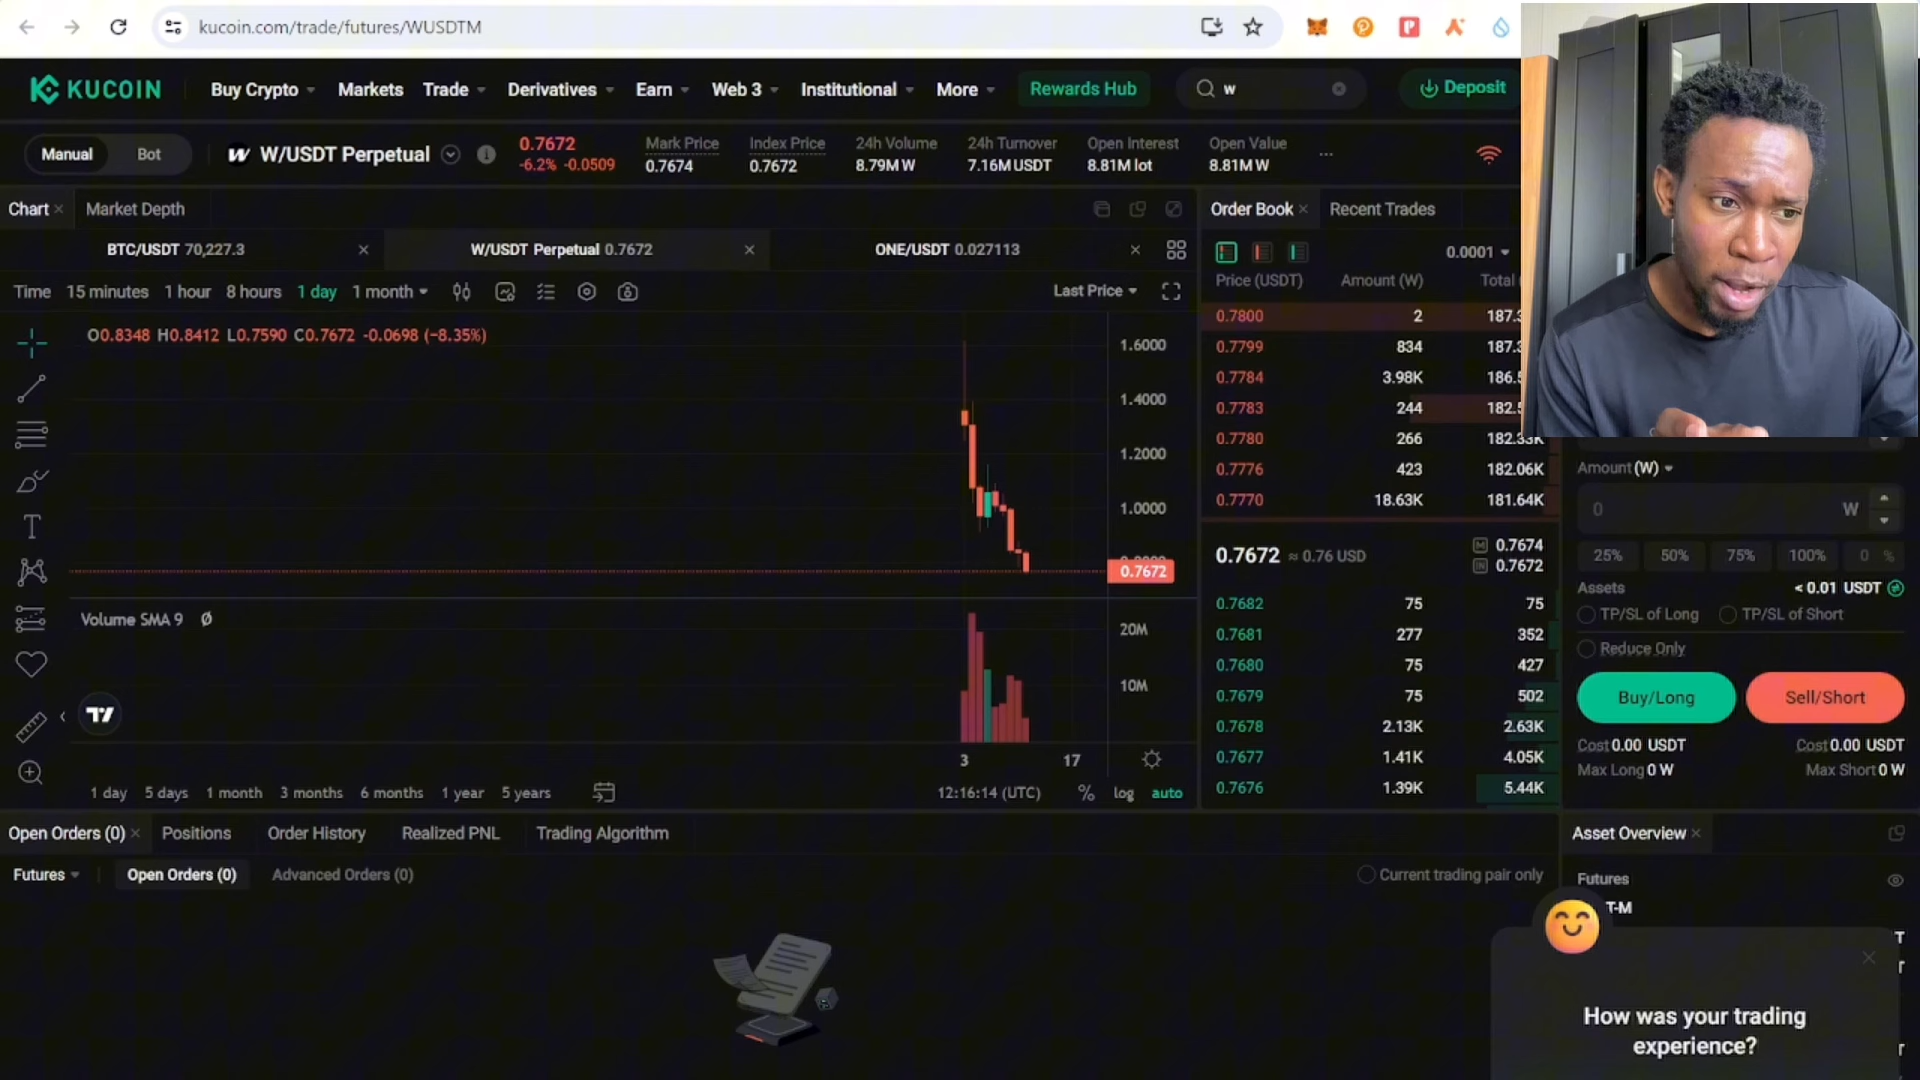 kucoin.com/trade/futures/WUSDTM
KUCOIN Buy Crypto Markets Trade Derivatives Earn Web 3 Institutional More Rewards Hub w Deposit
Manual Bot W/USDT Perpetual
0.7672
-6.2% -0.0509
Mark Price
0.7674
Index Price
0.7672
24h Volume
8.79M W
24h Turnover
7.16M USDT
Open Interest
8.81M lot
Open Value
8.81M W
...
Chart Market Depth
BTC/USDT 70,227.3 W/USDT Perpetual 0.7672 ONE/USDT 0.027113
Time 15 minutes 1 hour 8 hours 1 day 1 month Last Price
O0.8348 H0.8412 L0.7590 C0.7672 -0.0698 (−8.35%)
1.6000
1.4000
1.2000
1.0000
0.7672
Volume SMA 9 Ø
20M
10M
3 17
1 day 5 days 1 month 3 months 6 months 1 year 5 years 12:16:14 (UTC) % log auto
Order Book Recent Trades
0.0001
Price (USDT) Amount (W) Total
0.7800 2 187.3
0.7799 834 187.3
0.7784 3.98K 186.5
0.7783 244 182.5
0.7780 266 182.33K
0.7776 423 182.06K
0.7770 18.63K 181.64K
0.7672 ≈ 0.76 USD
M 0.7674
IN 0.7672
0.7682 75 75
0.7681 277 352
0.7680 75 427
0.7679 75 502
0.7678 2.13K 2.63K
0.7677 1.41K 4.05K
0.7676 1.39K 5.44K
Amount (W)
0 W
25% 50% 75% 100% 0 %
Assets < 0.01 USDT
TP/SL of Long TP/SL of Short
Reduce Only
Buy/Long Sell/Short
Cost 0.00 USDT Cost 0.00 USDT
Max Long 0 W Max Short 0 W
Open Orders (0) Positions Order History Realized PNL Trading Algorithm
Futures Open Orders (0) Advanced Orders (0) Current trading pair only
Asset Overview
Futures
T-M
How was your trading
experience?